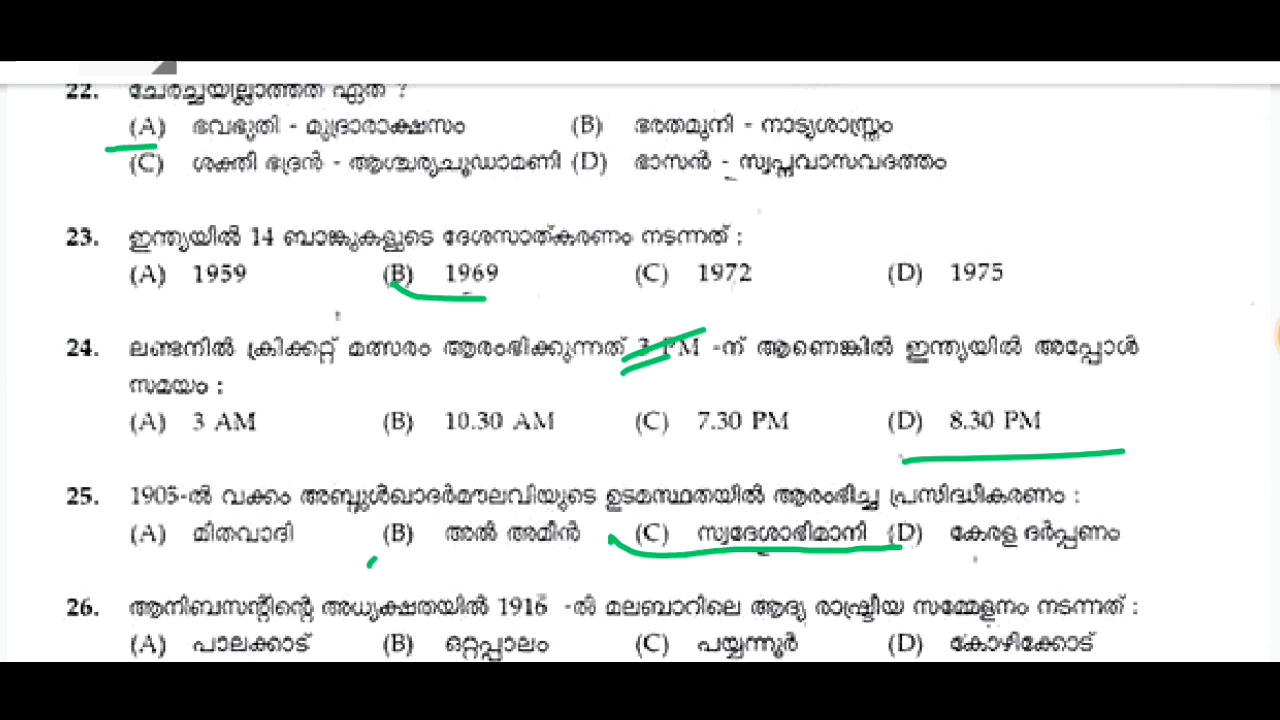 22. ചേർച്ചയില്ലാത്തത് ഏത് ?
(A) ഭവഭൂതി - മുദ്രാരാക്ഷസം (B) ഭരതമുനി - നാട്യശാസ്ത്രം
(C) ശക്തി ഭദ്രൻ - ആശ്ചര്യചൂഡാമണി (D) ഭാസൻ - സ്വപ്നവാസവദത്തം
23. ഇന്ത്യയിൽ 14 ബാങ്കുകളുടെ ദേശസാത്കരണം നടന്നത് :
(A) 1959 (B) 1969 (C) 1972 (D) 1975
24. ലണ്ടനിൽ ക്രിക്കറ്റ് മത്സരം ആരംഭിക്കുന്നത് 3 PM -ന് ആണെങ്കിൽ ഇന്ത്യയിൽ അപ്പോൾ
സമയം :
(A) 3 AM (B) 10.30 AM (C) 7.30 PM (D) 8.30 PM
25. 1905-ൽ വക്കം അബ്ദുൾഖാദർമൗലവിയുടെ ഉടമസ്ഥതയിൽ ആരംഭിച്ച പ്രസിദ്ധീകരണം :
(A) മിതവാദി (B) അൽ അമീൻ (C) സ്വദേശാഭിമാനി (D) കേരള ദർപ്പണം
26. ആനിബസന്റിന്റെ അധ്യക്ഷതയിൽ 1916 -ൽ മലബാറിലെ ആദ്യ രാഷ്ട്രീയ സമ്മേളനം നടന്നത് :
(A) പാലക്കാട് (B) ഒറ്റപ്പാലം (C) പയ്യന്നൂർ (D) കോഴിക്കോട്